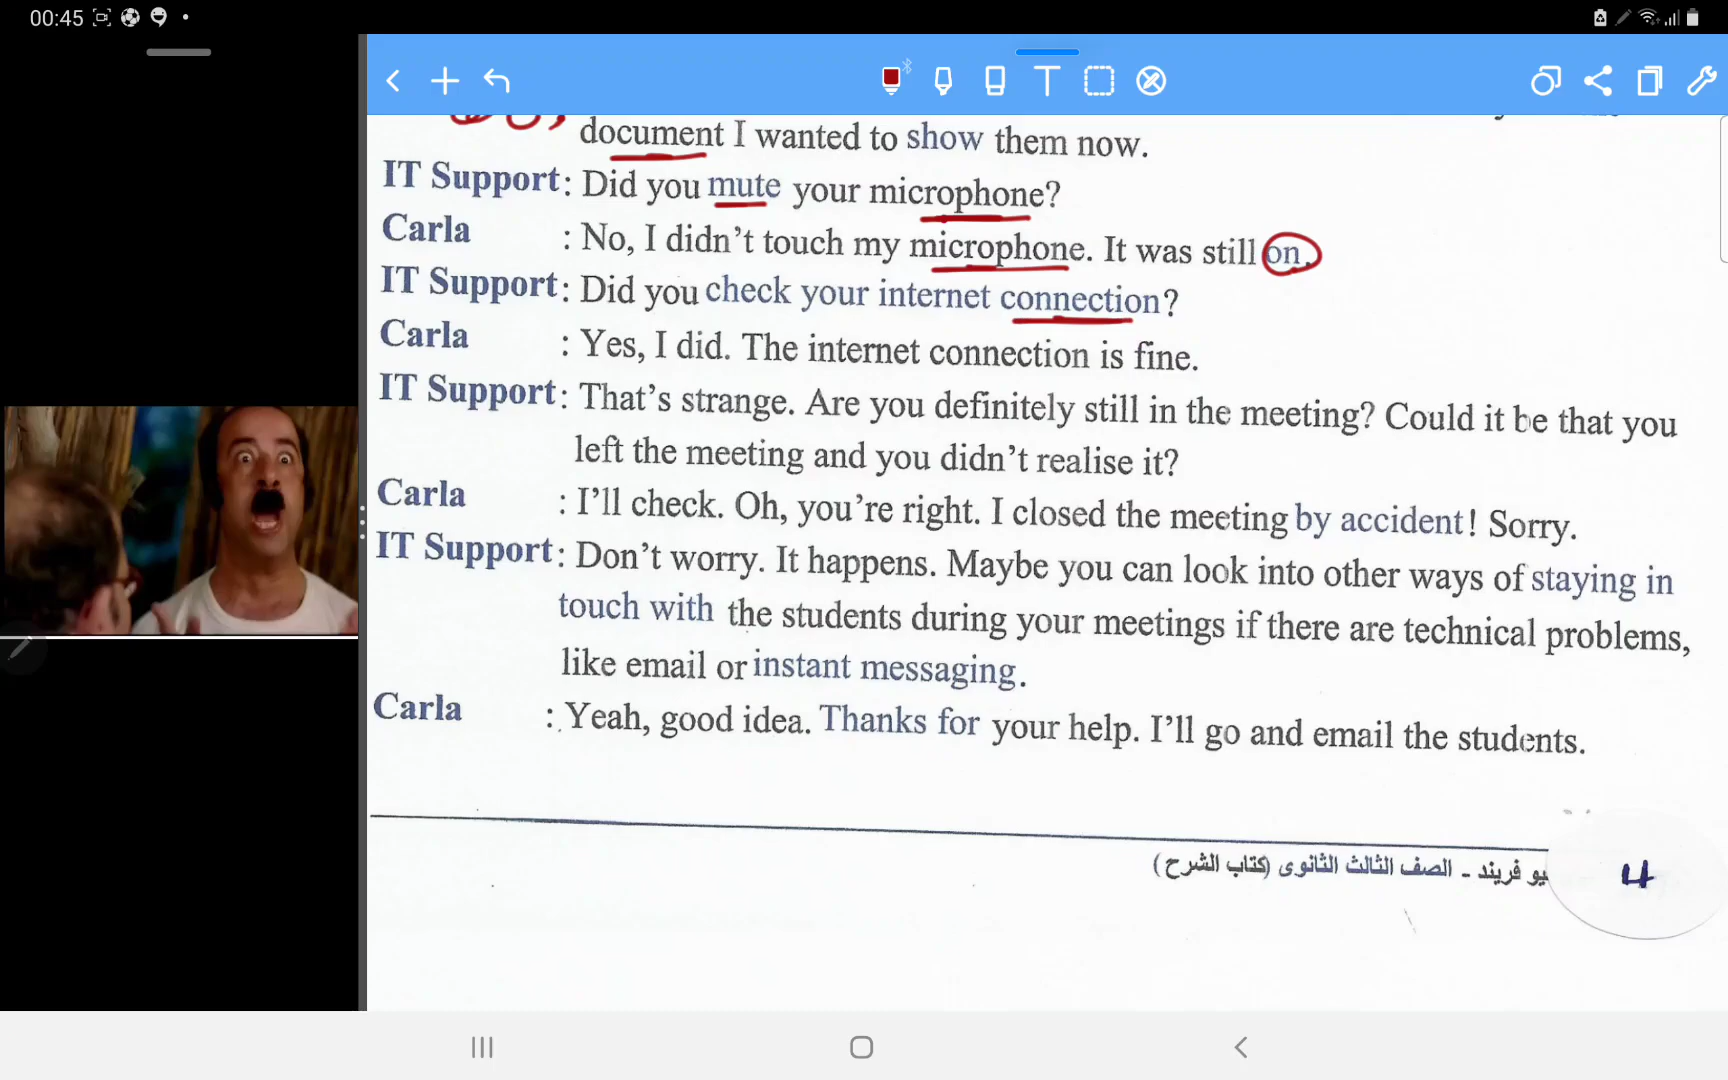 00:45
document I wanted to show them now.
IT Support: Did you mute your microphone?
Carla : No, I didn't touch my microphone. It was still on.
IT Support: Did you check your internet connection?
Carla : Yes, I did. The internet connection is fine.
IT Support: That's strange. Are you definitely still in the meeting? Could it be that you
left the meeting and you didn't realise it?
Carla : I'll check. Oh, you're right. I closed the meeting by accident! Sorry.
IT Support: Don't worry. It happens. Maybe you can look into other ways of staying in
touch with the students during your meetings if there are technical problems,
like email or instant messaging.
Carla : Yeah, good idea. Thanks for your help. I'll go and email the students.
يو فريند - الصف الثالث الثانوى (كتاب الشرح)
4